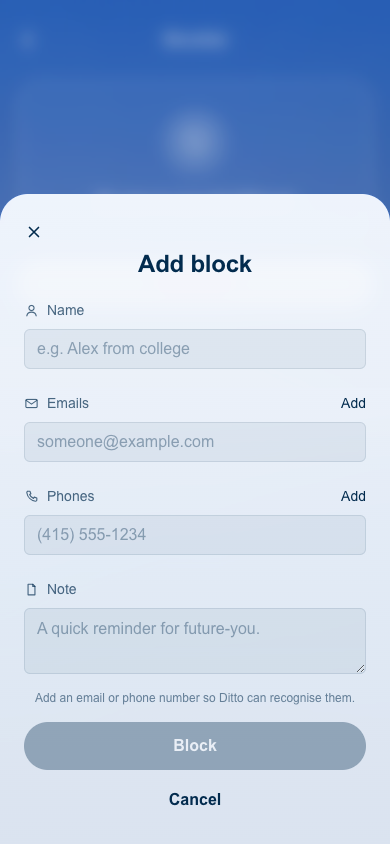 Add block
Name
e.g. Alex from college
Emails
Add
someone@example.com
Phones
Add
(415) 555-1234
Note
A quick reminder for future-you.
Add an email or phone number so Ditto can recognise them.
Block
Cancel